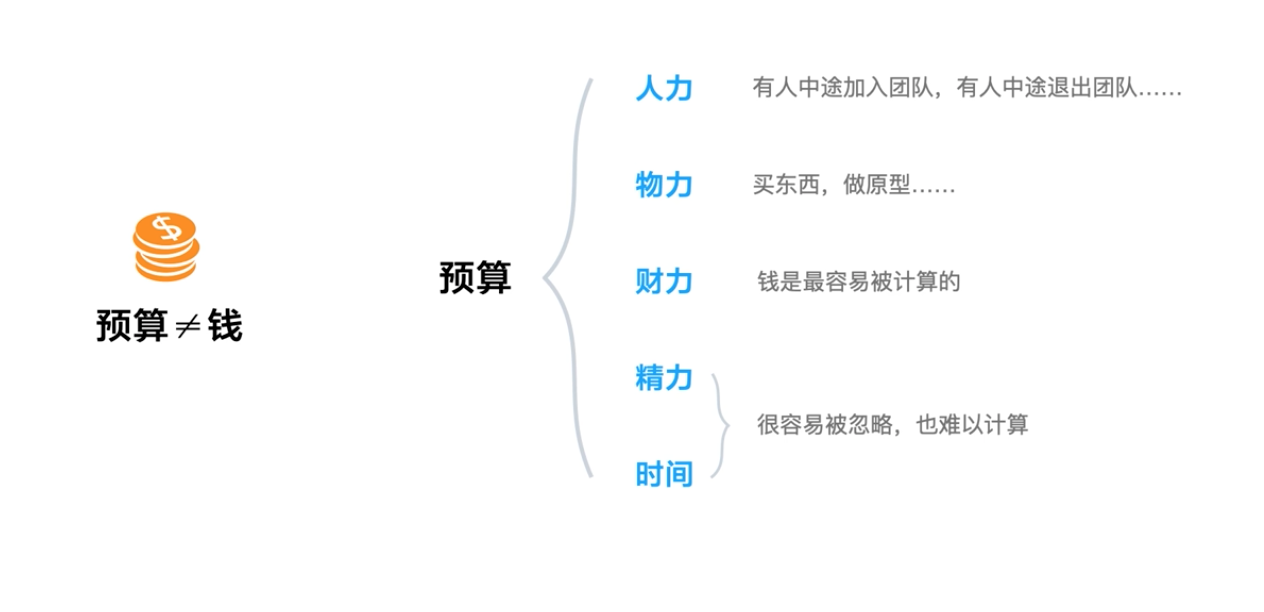 预算≠钱
预算
人力
有人中途加入团队，有人中途退出团队……
物力
买东西，做原型……
财力
钱是最容易被计算的
精力
时间
很容易被忽略，也难以计算